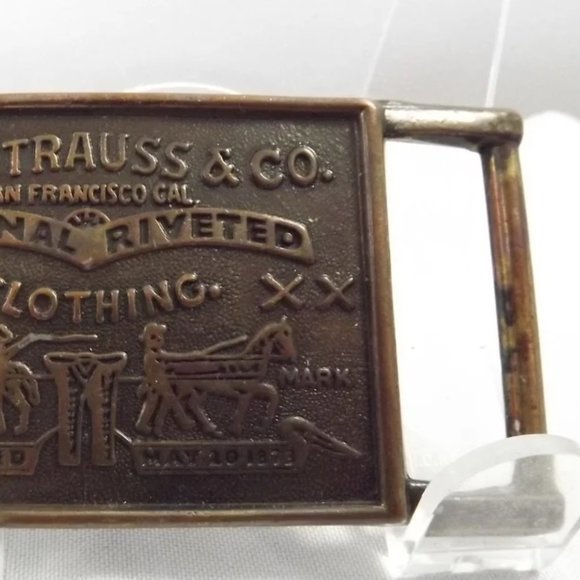 TRAUSS & CO.
AN FRANCISCO CAL.
NAL RIVETED
LOTHING. XX
MARK
MAY 20 1873